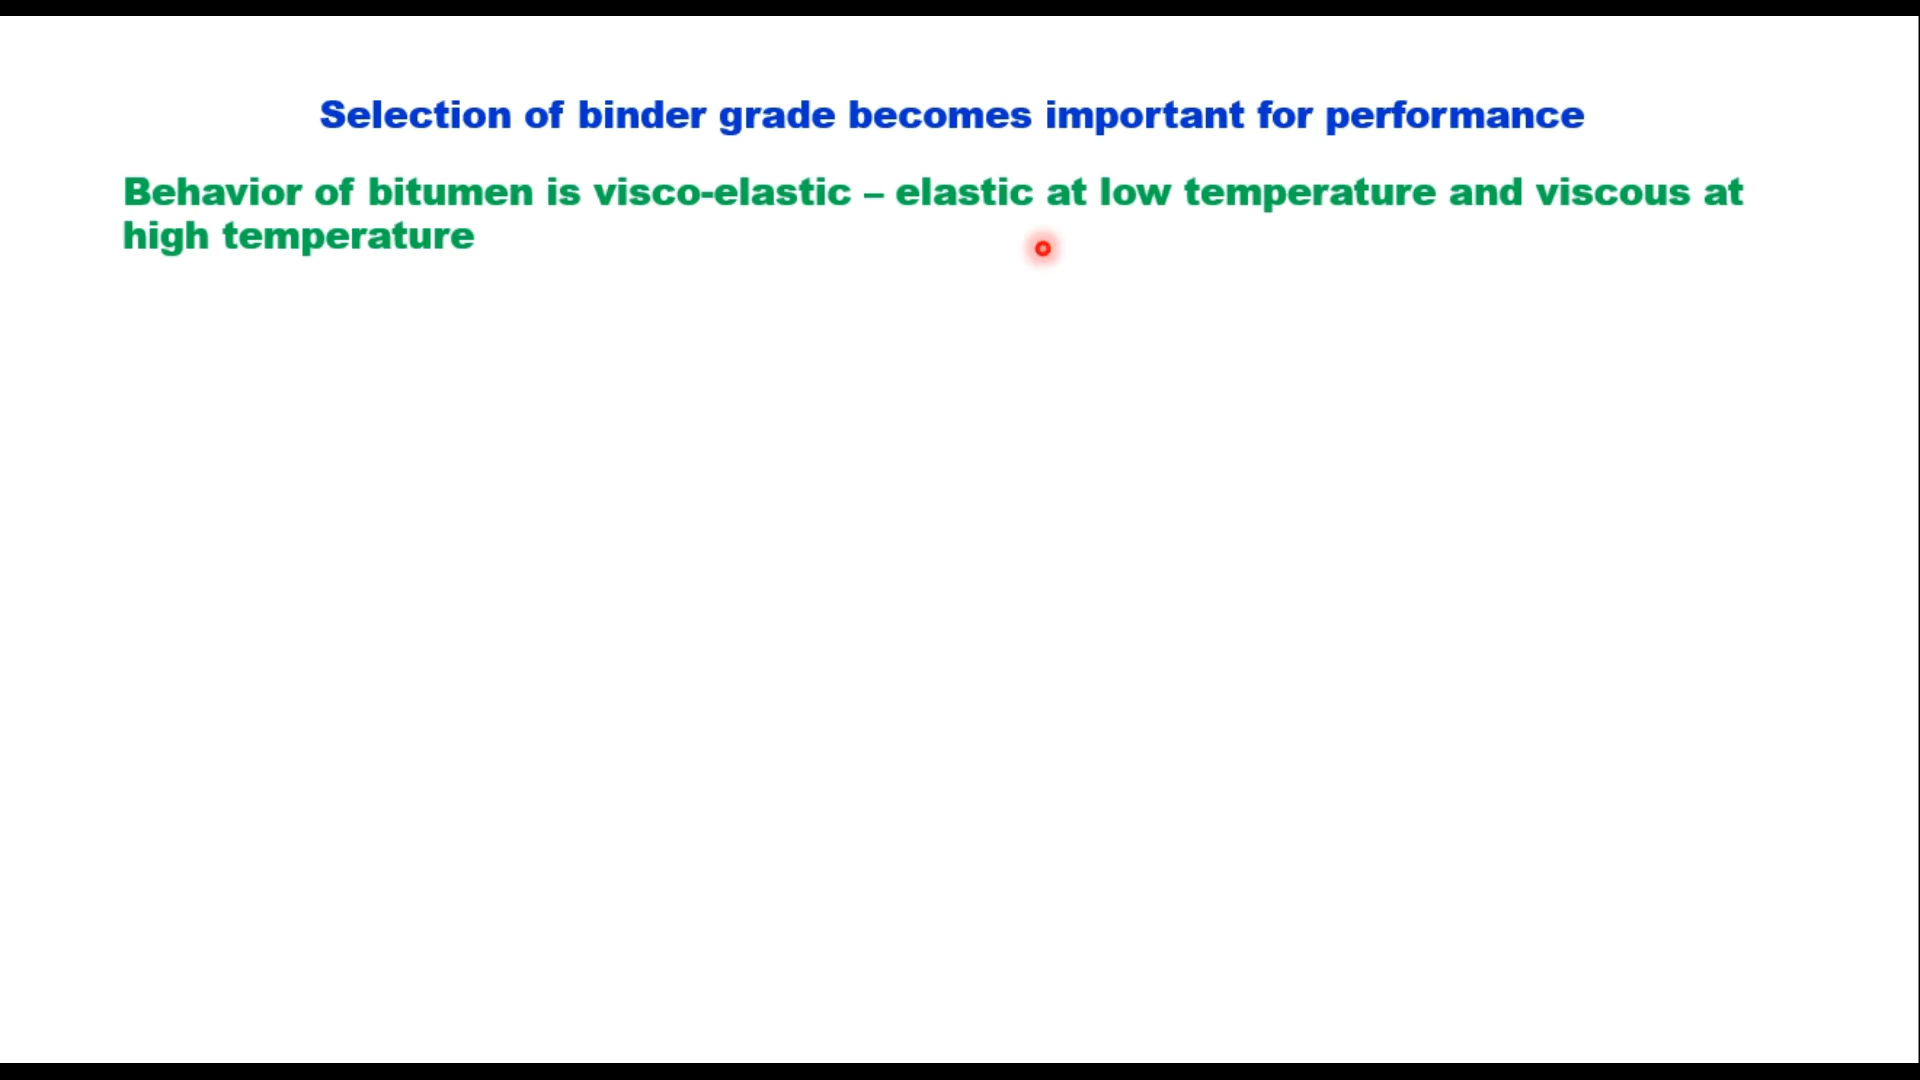 Selection of binder grade becomes important for performance
Behavior of bitumen is visco-elastic – elastic at low temperature and viscous at
high temperature